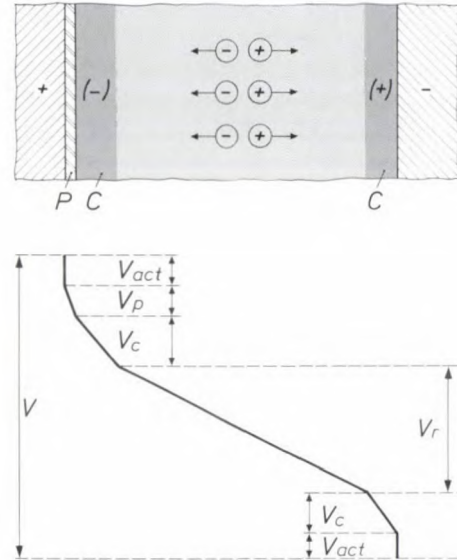 - +
- +
- +
+ (-) (+) -
P C C
V_act
V_p
V_c
V
V_r
V_c
V_act